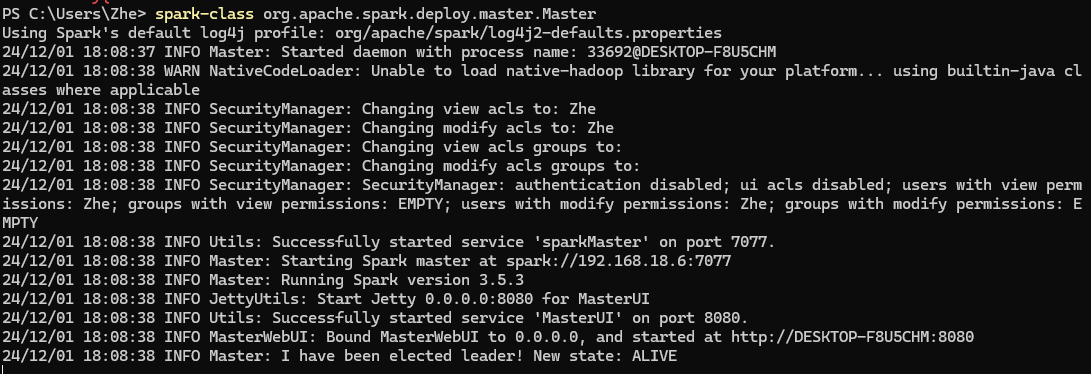 PS C:\Users\Zhe> spark-class org.apache.spark.deploy.master.Master
Using Spark's default log4j profile: org/apache/spark/log4j2-defaults.properties
24/12/01 18:08:37 INFO Master: Started daemon with process name: 33692@DESKTOP-F8U5CHM
24/12/01 18:08:38 WARN NativeCodeLoader: Unable to load native-hadoop library for your platform... using builtin-java cl
asses where applicable
24/12/01 18:08:38 INFO SecurityManager: Changing view acls to: Zhe
24/12/01 18:08:38 INFO SecurityManager: Changing modify acls to: Zhe
24/12/01 18:08:38 INFO SecurityManager: Changing view acls groups to:
24/12/01 18:08:38 INFO SecurityManager: Changing modify acls groups to:
24/12/01 18:08:38 INFO SecurityManager: SecurityManager: authentication disabled; ui acls disabled; users with view perm
issions: Zhe; groups with view permissions: EMPTY; users with modify permissions: Zhe; groups with modify permissions: E
MPTY
24/12/01 18:08:38 INFO Utils: Successfully started service 'sparkMaster' on port 7077.
24/12/01 18:08:38 INFO Master: Starting Spark master at spark://192.168.18.6:7077
24/12/01 18:08:38 INFO Master: Running Spark version 3.5.3
24/12/01 18:08:38 INFO JettyUtils: Start Jetty 0.0.0.0:8080 for MasterUI
24/12/01 18:08:38 INFO Utils: Successfully started service 'MasterUI' on port 8080.
24/12/01 18:08:38 INFO MasterWebUI: Bound MasterWebUI to 0.0.0.0, and started at http://DESKTOP-F8U5CHM:8080
24/12/01 18:08:38 INFO Master: I have been elected leader! New state: ALIVE